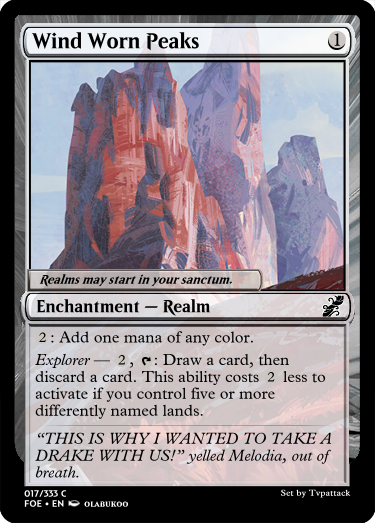 Wind Worn Peaks 1
Realms may start in your sanctum.
Enchantment — Realm
2 : Add one mana of any color.
Explorer — 2 , : Draw a card, then
discard a card. This ability costs 2 less to
activate if you control five or more
differently named lands.
“THIS IS WHY I WANTED TO TAKE A
DRAKE WITH US!” yelled Melodia, out of
breath.
017/333 C
FOE • EN OLABUKOO
Set by Tvpattack